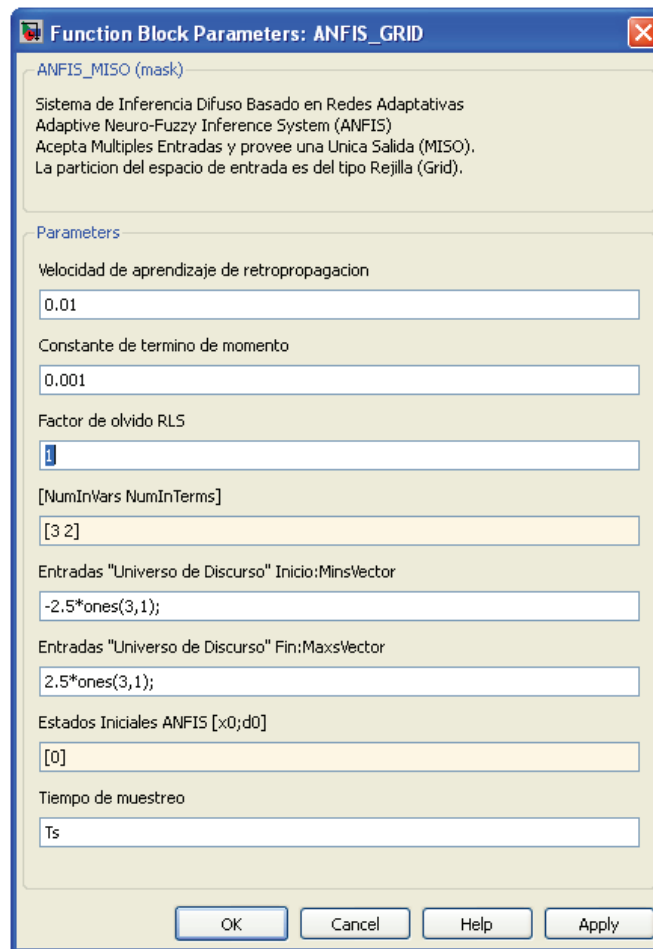 Function Block Parameters: ANFIS_GRID
ANFIS_MISO (mask)
Sistema de Inferencia Difuso Basado en Redes Adaptativas
Adaptive Neuro-Fuzzy Inference System (ANFIS)
Acepta Multiples Entradas y provee una Unica Salida (MISO).
La particion del espacio de entrada es del tipo Rejilla (Grid).
Parameters
Velocidad de aprendizaje de retropropagacion
0.01
Constante de termino de momento
0.001
Factor de olvido RLS
1
[NumInVars NumInTerms]
[3 2]
Entradas "Universo de Discurso" Inicio:MinsVector
-2.5*ones(3,1);
Entradas "Universo de Discurso" Fin:MaxsVector
2.5*ones(3,1);
Estados Iniciales ANFIS [x0;d0]
[0]
Tiempo de muestreo
Ts
OK Cancel Help Apply